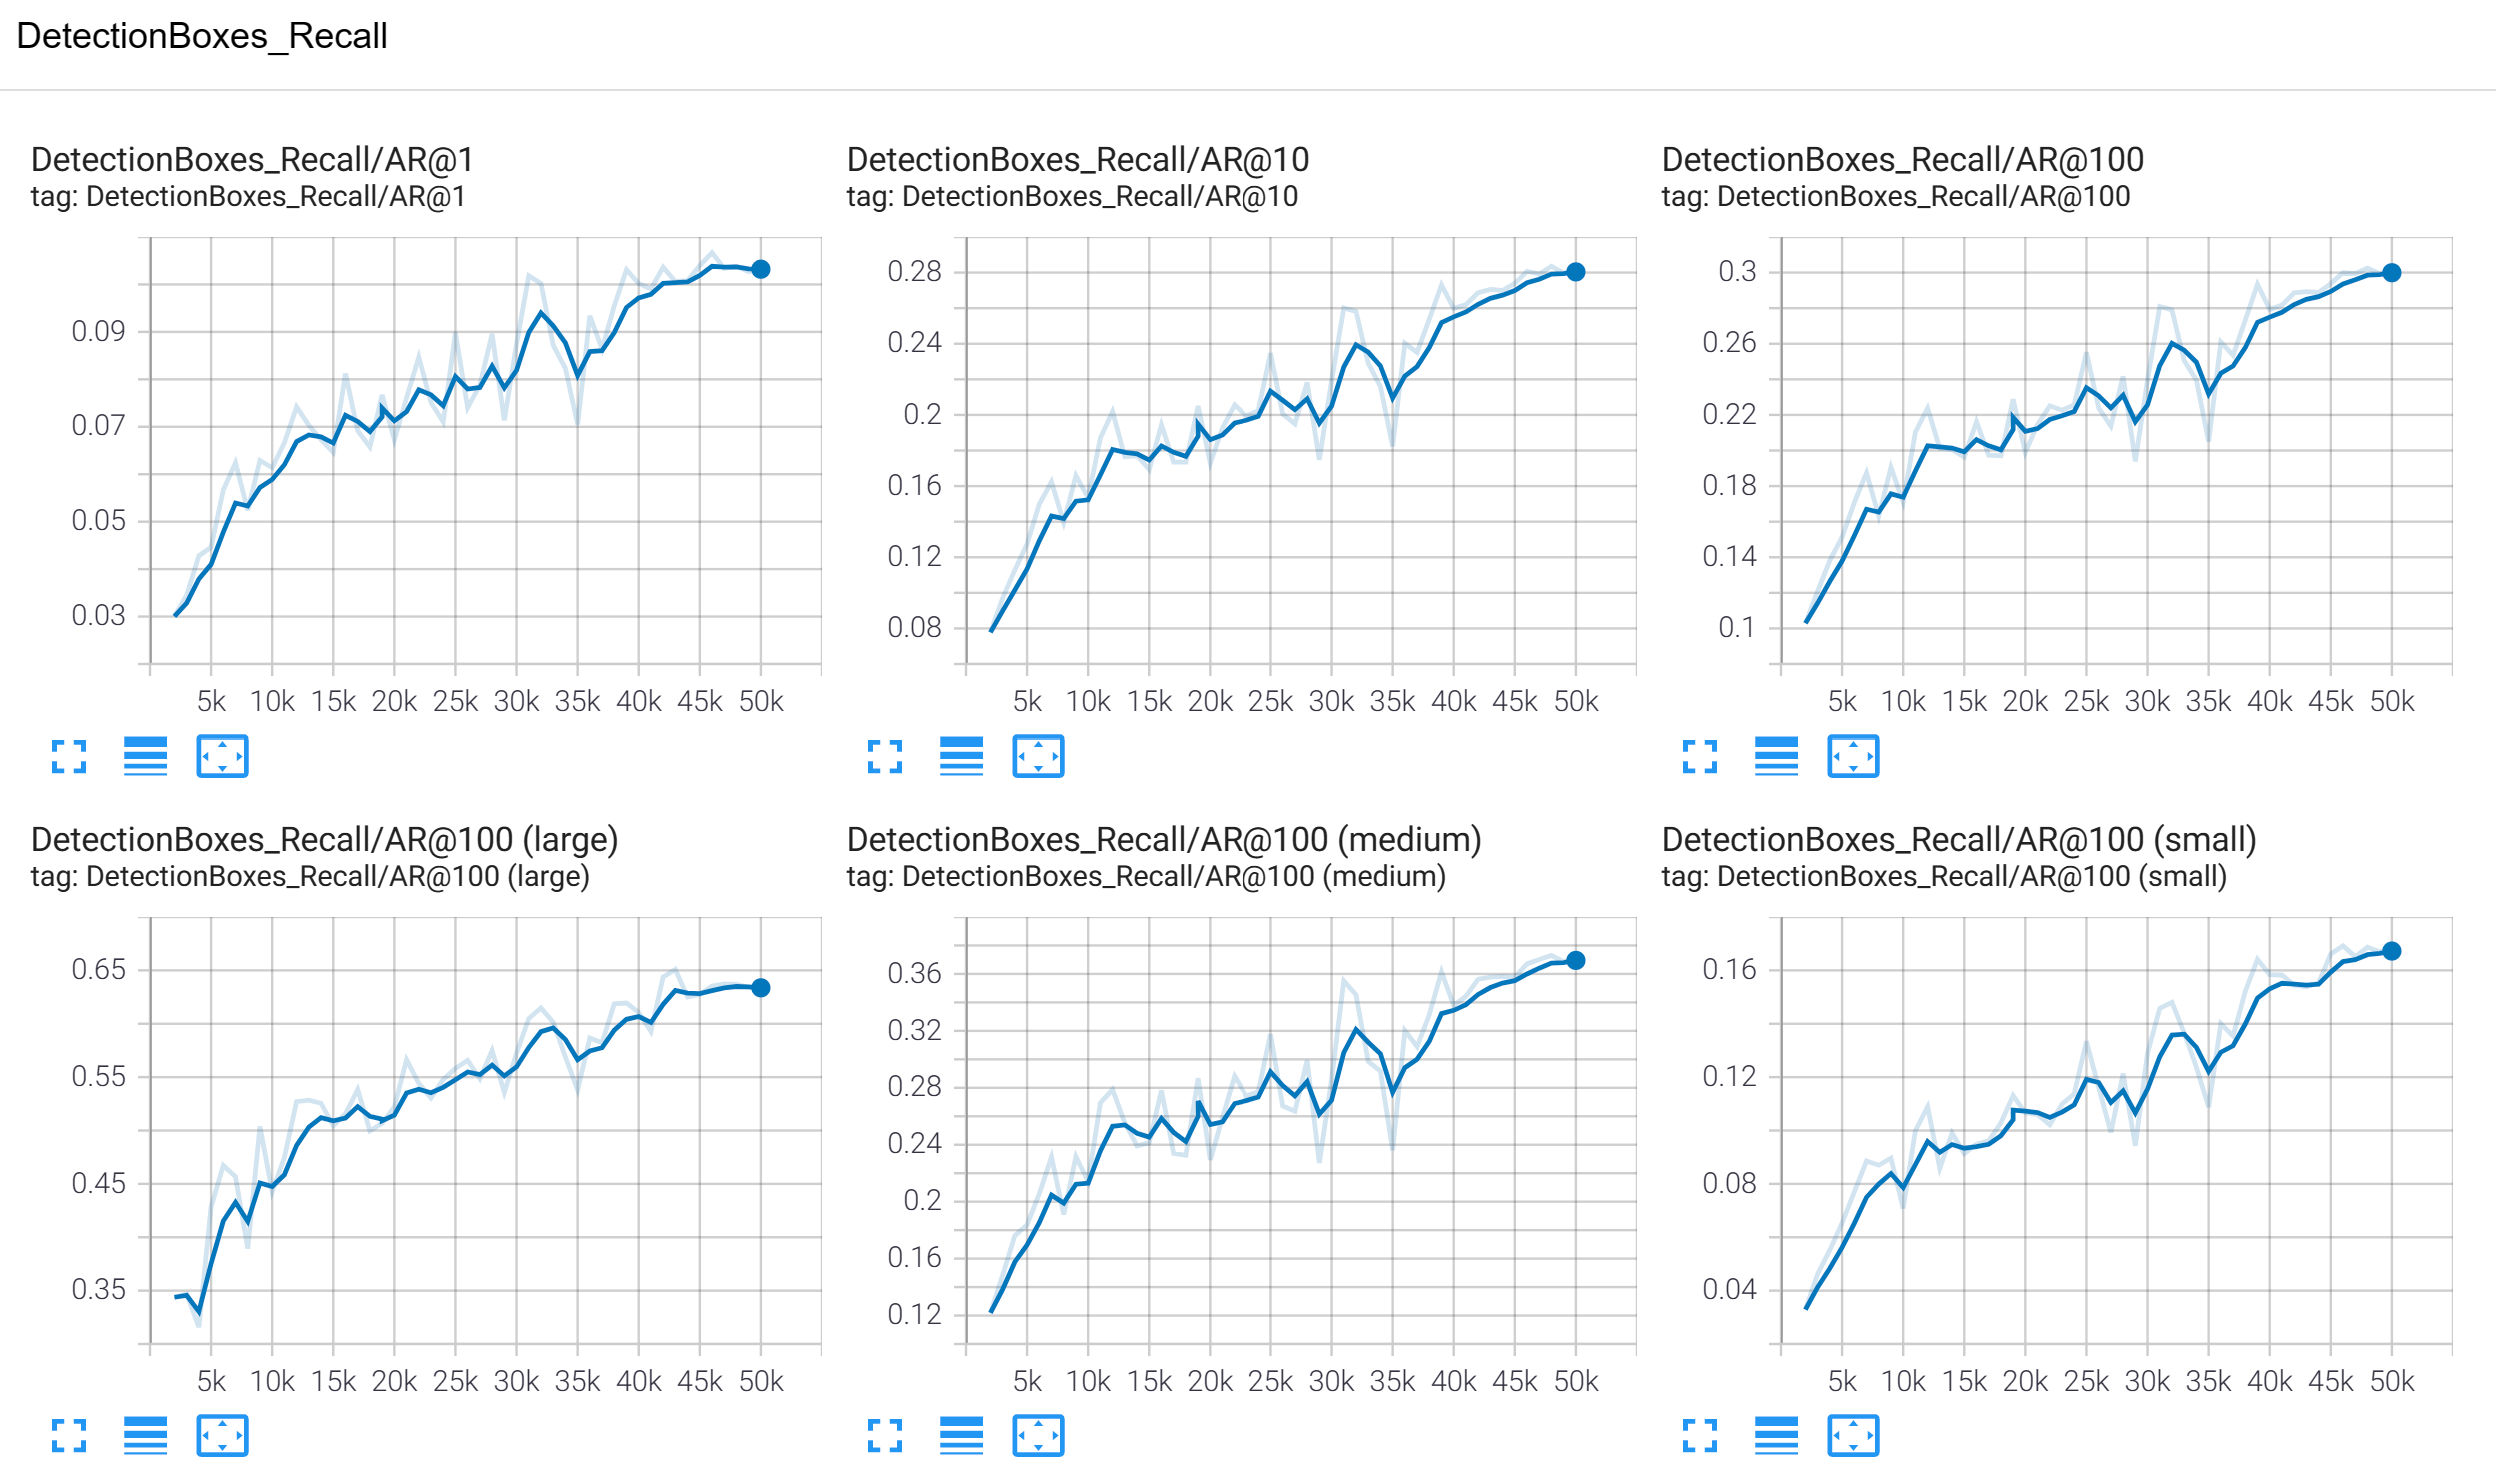 DetectionBoxes_Recall
DetectionBoxes_Recall/AR@1
tag: DetectionBoxes_Recall/AR@1
0.09
0.07
0.05
0.03
5k 10k 15k 20k 25k 30k 35k 40k 45k 50k
DetectionBoxes_Recall/AR@10
tag: DetectionBoxes_Recall/AR@10
0.28
0.24
0.2
0.16
0.12
0.08
5k 10k 15k 20k 25k 30k 35k 40k 45k 50k
DetectionBoxes_Recall/AR@100
tag: DetectionBoxes_Recall/AR@100
0.3
0.26
0.22
0.18
0.14
0.1
5k 10k 15k 20k 25k 30k 35k 40k 45k 50k
DetectionBoxes_Recall/AR@100 (large)
tag: DetectionBoxes_Recall/AR@100 (large)
0.65
0.55
0.45
0.35
5k 10k 15k 20k 25k 30k 35k 40k 45k 50k
DetectionBoxes_Recall/AR@100 (medium)
tag: DetectionBoxes_Recall/AR@100 (medium)
0.36
0.32
0.28
0.24
0.2
0.16
0.12
5k 10k 15k 20k 25k 30k 35k 40k 45k 50k
DetectionBoxes_Recall/AR@100 (small)
tag: DetectionBoxes_Recall/AR@100 (small)
0.16
0.12
0.08
0.04
5k 10k 15k 20k 25k 30k 35k 40k 45k 50k